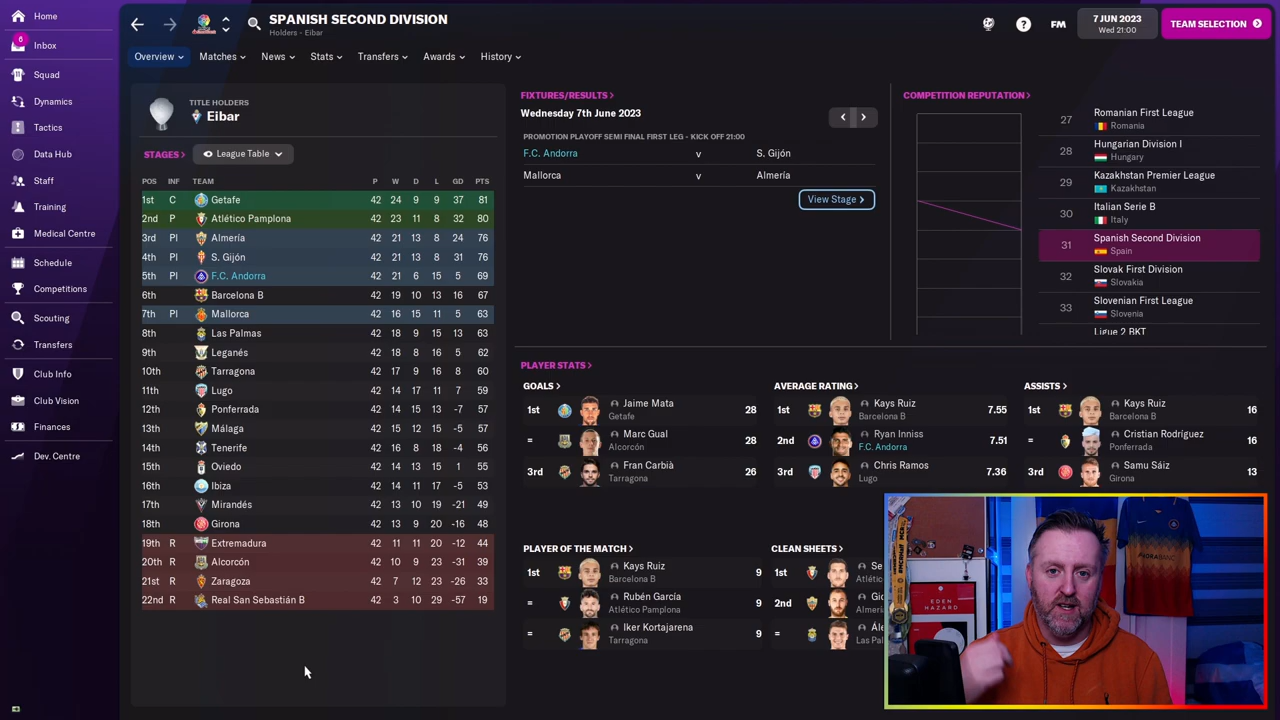 SPANISH SECOND DIVISION
Holders - Eibar
FM
7 JUN 2023
Wed 21:00
TEAM SELECTION
Home
6
Inbox
Squad
Dynamics
Tactics
Data Hub
Staff
Training
Medical Centre
Schedule
Competitions
Scouting
Transfers
Club Info
Club Vision
Finances
Dev. Centre
Overview
Matches
News
Stats
Transfers
Awards
History
TITLE HOLDERS
Eibar
STAGES
League Table
POS INF TEAM P W D L GD PTS
1st C Getafe 42 24 9 9 37 81
2nd P Atlético Pamplona 42 23 11 8 32 80
3rd Pl Almería 42 21 13 8 24 76
4th Pl S. Gijón 42 21 13 8 31 76
5th Pl F.C. Andorra 42 21 6 15 5 69
6th Barcelona B 42 19 10 13 16 67
7th Pl Mallorca 42 16 15 11 5 63
8th Las Palmas 42 18 9 15 13 63
9th Leganés 42 18 8 16 5 62
10th Tarragona 42 17 9 16 8 60
11th Lugo 42 14 17 11 7 59
12th Ponferrada 42 14 15 13 -7 57
13th Málaga 42 15 12 15 -5 57
14th Tenerife 42 16 8 18 -4 56
15th Oviedo 42 14 13 15 1 55
16th Ibiza 42 14 11 17 -5 53
17th Mirandés 42 13 10 19 -21 49
18th Girona 42 13 9 20 -16 48
19th R Extremadura 42 11 11 20 -12 44
20th R Alcorcón 42 10 9 23 -31 39
21st R Zaragoza 42 7 12 23 -26 33
22nd R Real San Sebastián B 42 3 10 29 -57 19
FIXTURES/RESULTS
Wednesday 7th June 2023
PROMOTION PLAYOFF SEMI FINAL FIRST LEG - KICK OFF 21:00
F.C. Andorra v S. Gijón
Mallorca v Almería
View Stage
COMPETITION REPUTATION
27 Romanian First League
Romania
28 Hungarian Division I
Hungary
29 Kazakhstan Premier League
Kazakhstan
30 Italian Serie B
Italy
31 Spanish Second Division
Spain
32 Slovak First Division
Slovakia
33 Slovenian First League
Slovenia
Ligue 2 BKT
PLAYER STATS
GOALS
1st Jaime Mata 28
Getafe
= Marc Gual 28
Alcorcón
3rd Fran Carbià 26
Tarragona
AVERAGE RATING
1st Kays Ruiz 7.55
Barcelona B
2nd Ryan Inniss 7.51
F.C. Andorra
3rd Chris Ramos 7.36
Lugo
ASSISTS
1st Kays Ruiz 16
Barcelona B
= Cristian Rodríguez 16
Ponferrada
3rd Samu Sáiz 13
Girona
PLAYER OF THE MATCH
1st Kays Ruiz 9
Barcelona B
= Rubén García 9
Atlético Pamplona
= Iker Kortajarena 9
Tarragona
CLEAN SHEETS
1st Se
Atlétic
2nd Gio
Almería
= Ále
Las Pal
EDEN
HAZARD